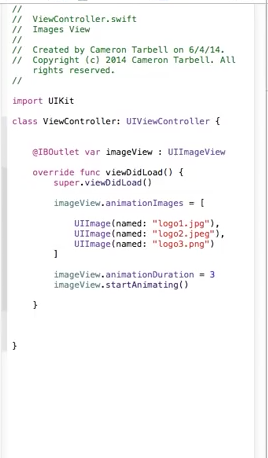 //
//  ViewController.swift
//  Images View
//
//  Created by Cameron Tarbell on 6/4/14.
//  Copyright (c) 2014 Cameron Tarbell. All
    rights reserved.
//
import UIKit
class ViewController: UIViewController {
    @IBOutlet var imageView : UIImageView
    override func viewDidLoad() {
        super.viewDidLoad()
        imageView.animationImages = [
            UIImage(named: "logo1.jpg"),
            UIImage(named: "logo2.jpeg"),
            UIImage(named: "logo3.png")
        ]
        imageView.animationDuration = 3
        imageView.startAnimating()
    }
}